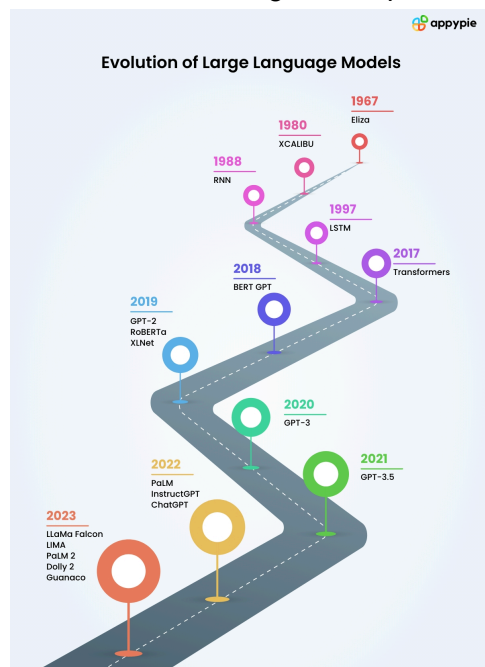 appypie
Evolution of Large Language Models
1967
Eliza
1980
XCALIBU
1988
RNN
1997
LSTM
2017
Transformers
2018
BERT GPT
2019
GPT-2
RoBERTa
XLNet
2020
GPT-3
2021
GPT-3.5
2022
PaLM
InstructGPT
ChatGPT
2023
LLaMa Falcon
LIMA
PaLM 2
Dolly 2
Guanaco